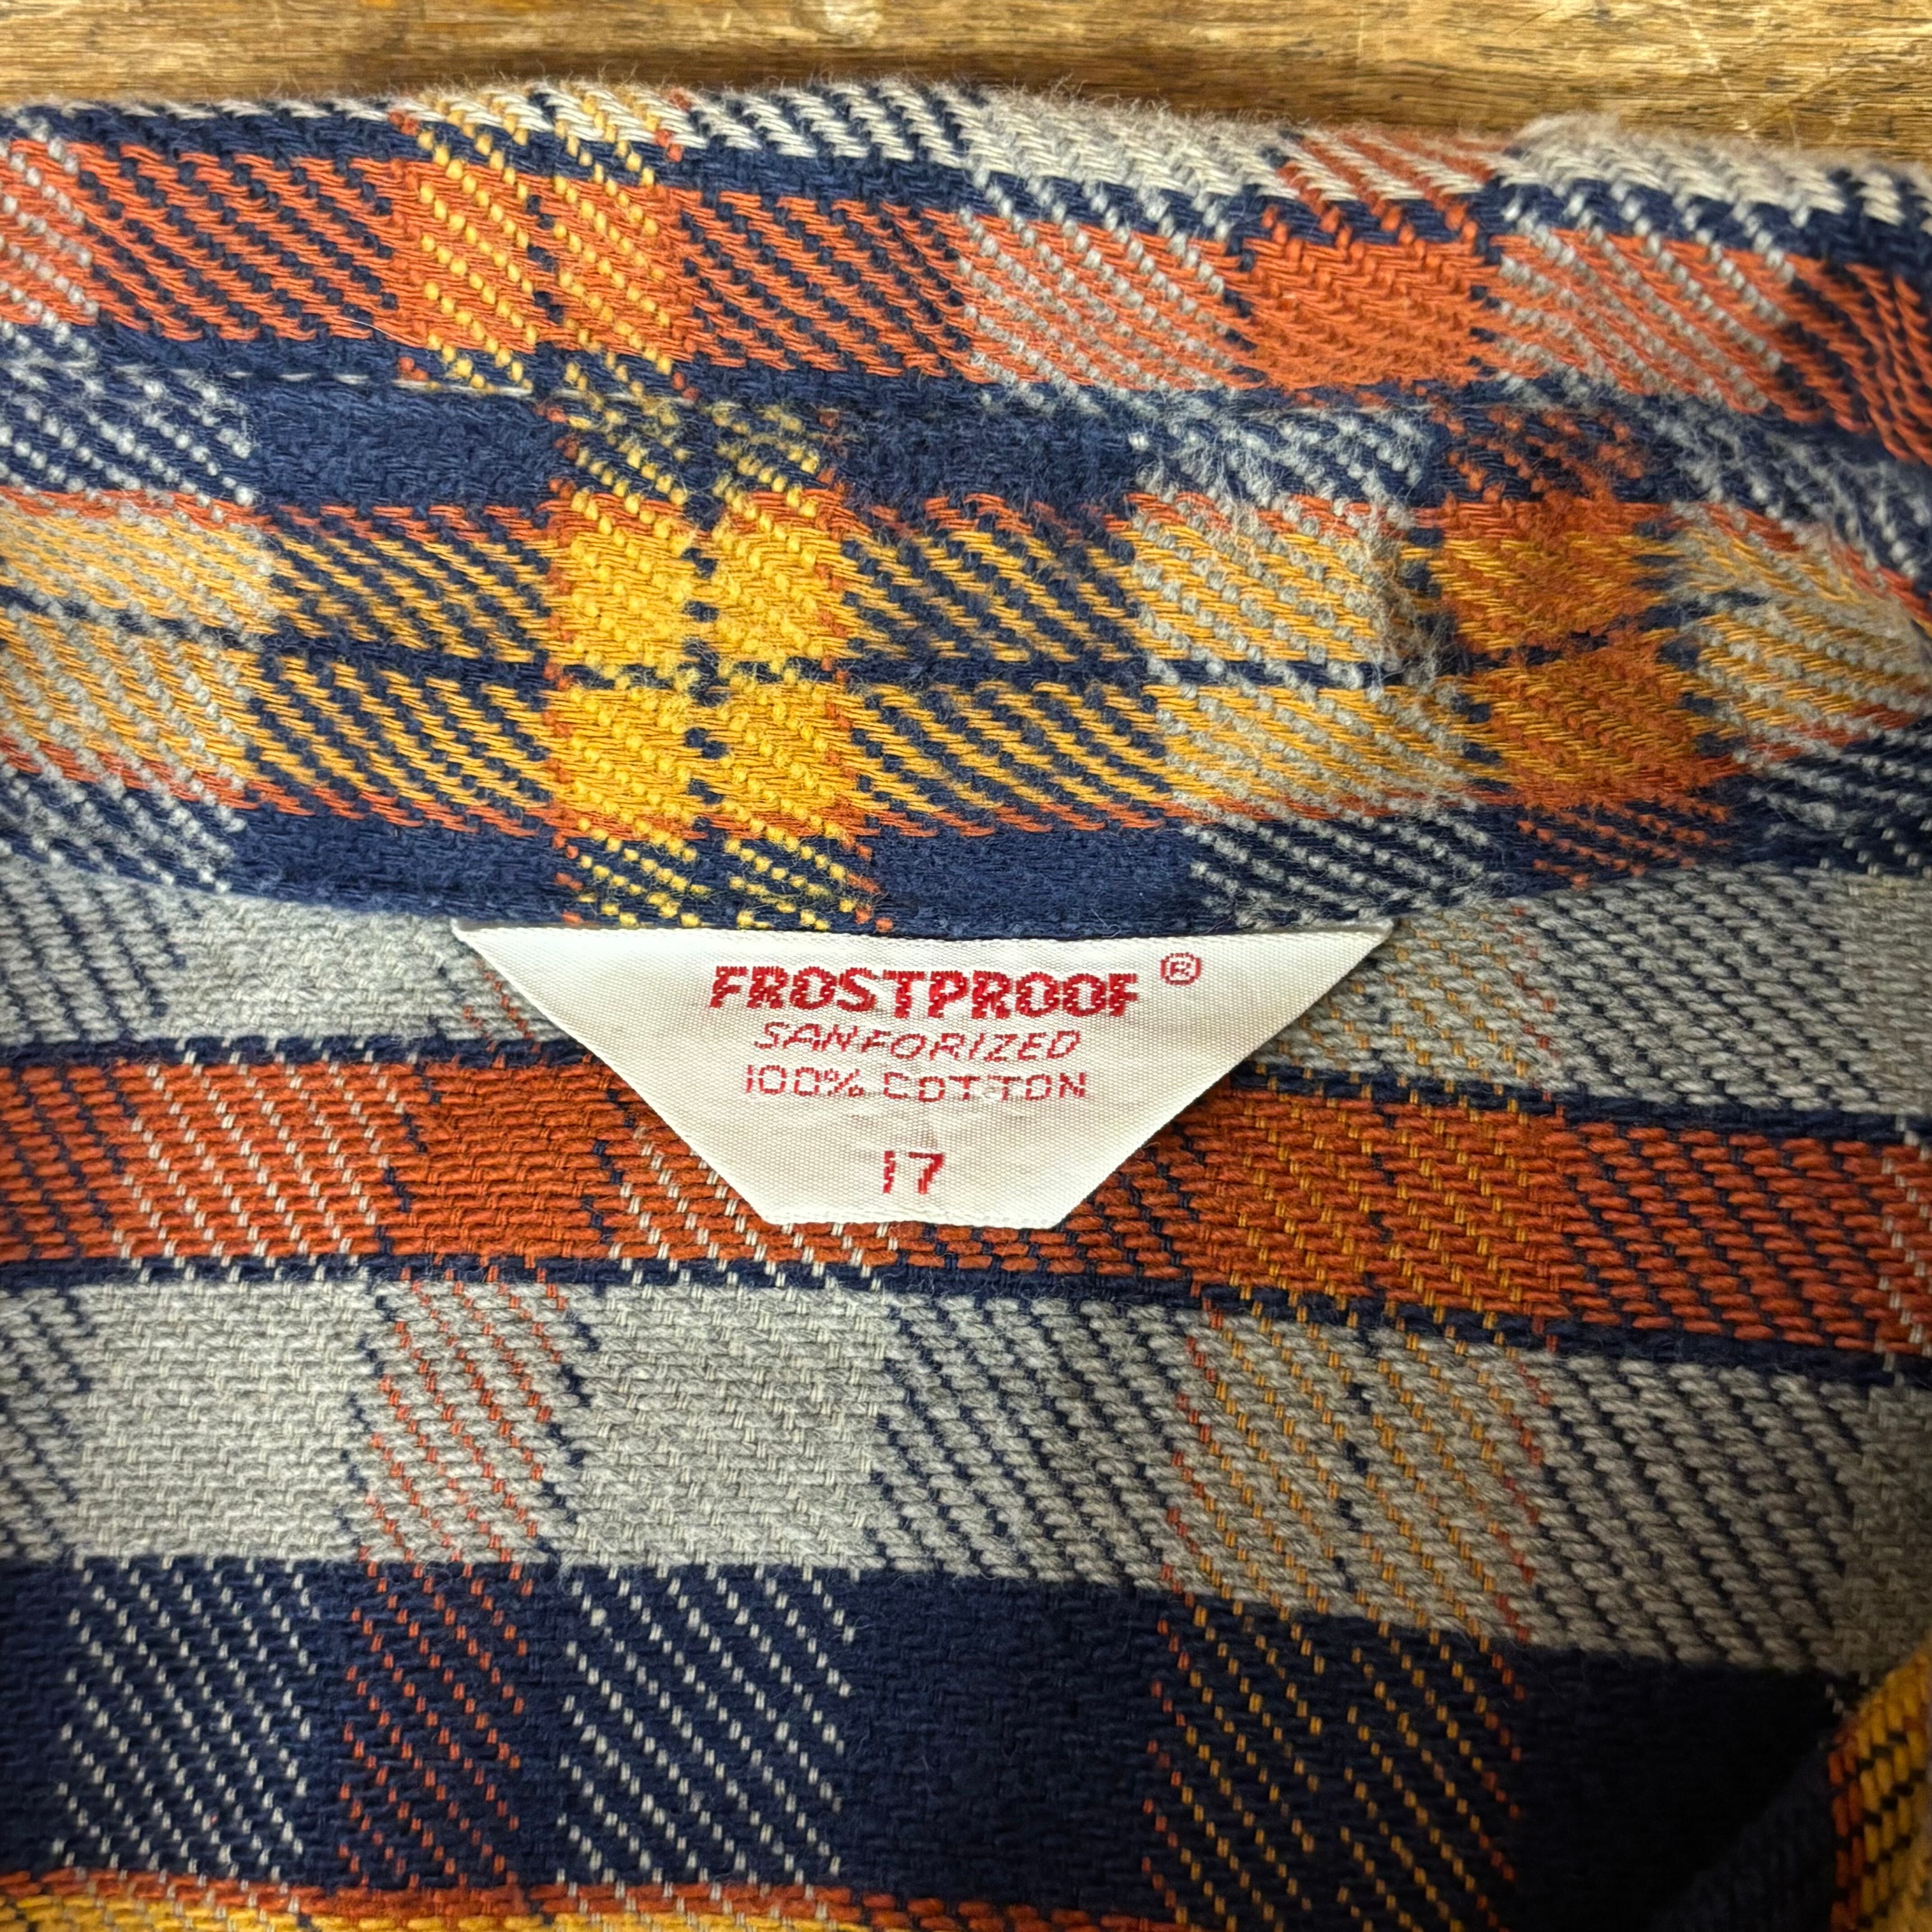 FROSTPROOF ®
SANFORIZED
100% COTTON
17